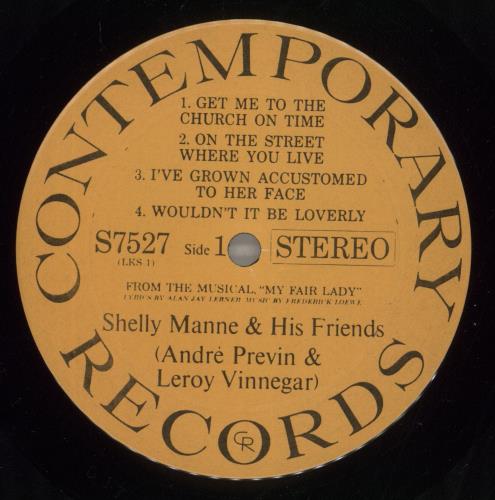 CONTEMPORARY
1. GET ME TO THE
CHURCH ON TIME
2. ON THE STREET
WHERE YOU LIVE
3. I'VE GROWN ACCUSTOMED
TO HER FACE
4. WOULDN'T IT BE LOVERLY
S7527 Side 1 STEREO
(LKS 1)
FROM THE MUSICAL, "MY FAIR LADY"
LYRICS BY ALAN JAY LERNER MUSIC BY FREDERICK LOEWE
Shelly Manne & His Friends
(André Previn &
Leroy Vinnegar)
CR
RECORDS